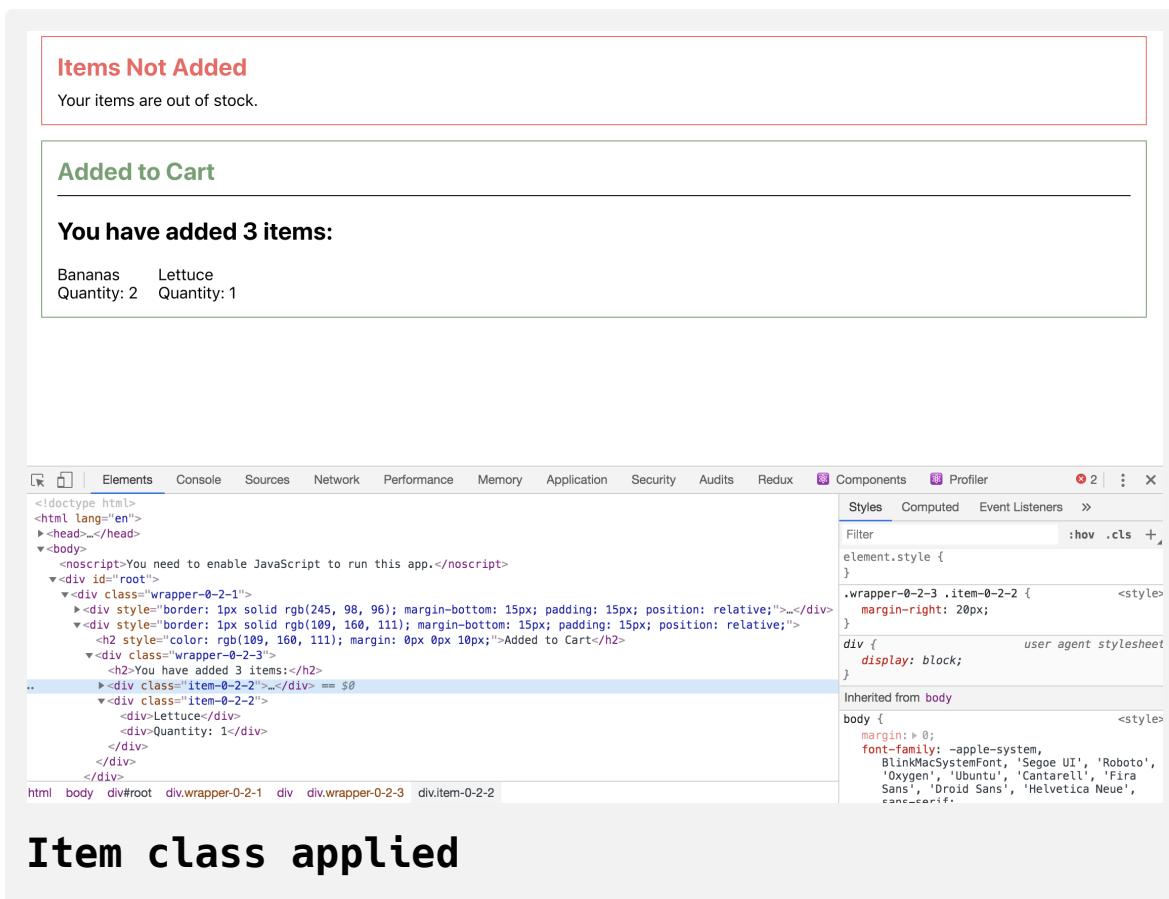 Items Not Added
Your items are out of stock.
Added to Cart
You have added 3 items:
Bananas Lettuce
Quantity: 2 Quantity: 1
Elements Console Sources Network Performance Memory Application Security Audits Redux Components Profiler 2
<!doctype html>
<html lang="en">
<head>…</head>
<body>
<noscript>You need to enable JavaScript to run this app.</noscript>
<div id="root">
<div class="wrapper-0-2-1">
<div style="border: 1px solid rgb(245, 98, 96); margin-bottom: 15px; padding: 15px; position: relative;">…</div>
<div style="border: 1px solid rgb(109, 160, 111); margin-bottom: 15px; padding: 15px; position: relative;">
<h2 style="color: rgb(109, 160, 111); margin: 0px 0px 10px;">Added to Cart</h2>
<div class="wrapper-0-2-3">
<h2>You have added 3 items:</h2>
<div class="item-0-2-2">…</div> == $0
<div class="item-0-2-2">
<div>Lettuce</div>
<div>Quantity: 1</div>
</div>
</div>
</div>
html body div#root div.wrapper-0-2-1 div div.wrapper-0-2-3 div.item-0-2-2
Styles Computed Event Listeners »
Filter :hov .cls +
element.style {
}
.wrapper-0-2-3 .item-0-2-2 { <style>
margin-right: 20px;
}
div { user agent stylesheet
display: block;
}
Inherited from body
body { <style>
margin: 0;
font-family: -apple-system,
BlinkMacSystemFont, 'Segoe UI', 'Roboto',
'Oxygen', 'Ubuntu', 'Cantarell', 'Fira
Sans', 'Droid Sans', 'Helvetica Neue',
sans-serif;
Item class applied